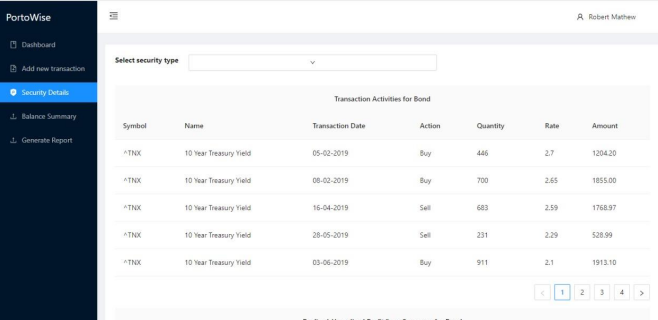 PortoWise
Robert Mathew
Dashboard
Add new transaction
Security Details
Balance Summary
Generate Report
Select security type
Transaction Activities for Bond
Symbol Name Transaction Date Action Quantity Rate Amount
^TNX 10 Year Treasury Yield 05-02-2019 Buy 446 2.7 1204.20
^TNX 10 Year Treasury Yield 08-02-2019 Buy 700 2.65 1855.00
^TNX 10 Year Treasury Yield 16-04-2019 Sell 683 2.59 1768.97
^TNX 10 Year Treasury Yield 28-05-2019 Sell 231 2.29 528.99
^TNX 10 Year Treasury Yield 03-06-2019 Buy 911 2.1 1913.10
< 1 2 3 4 >